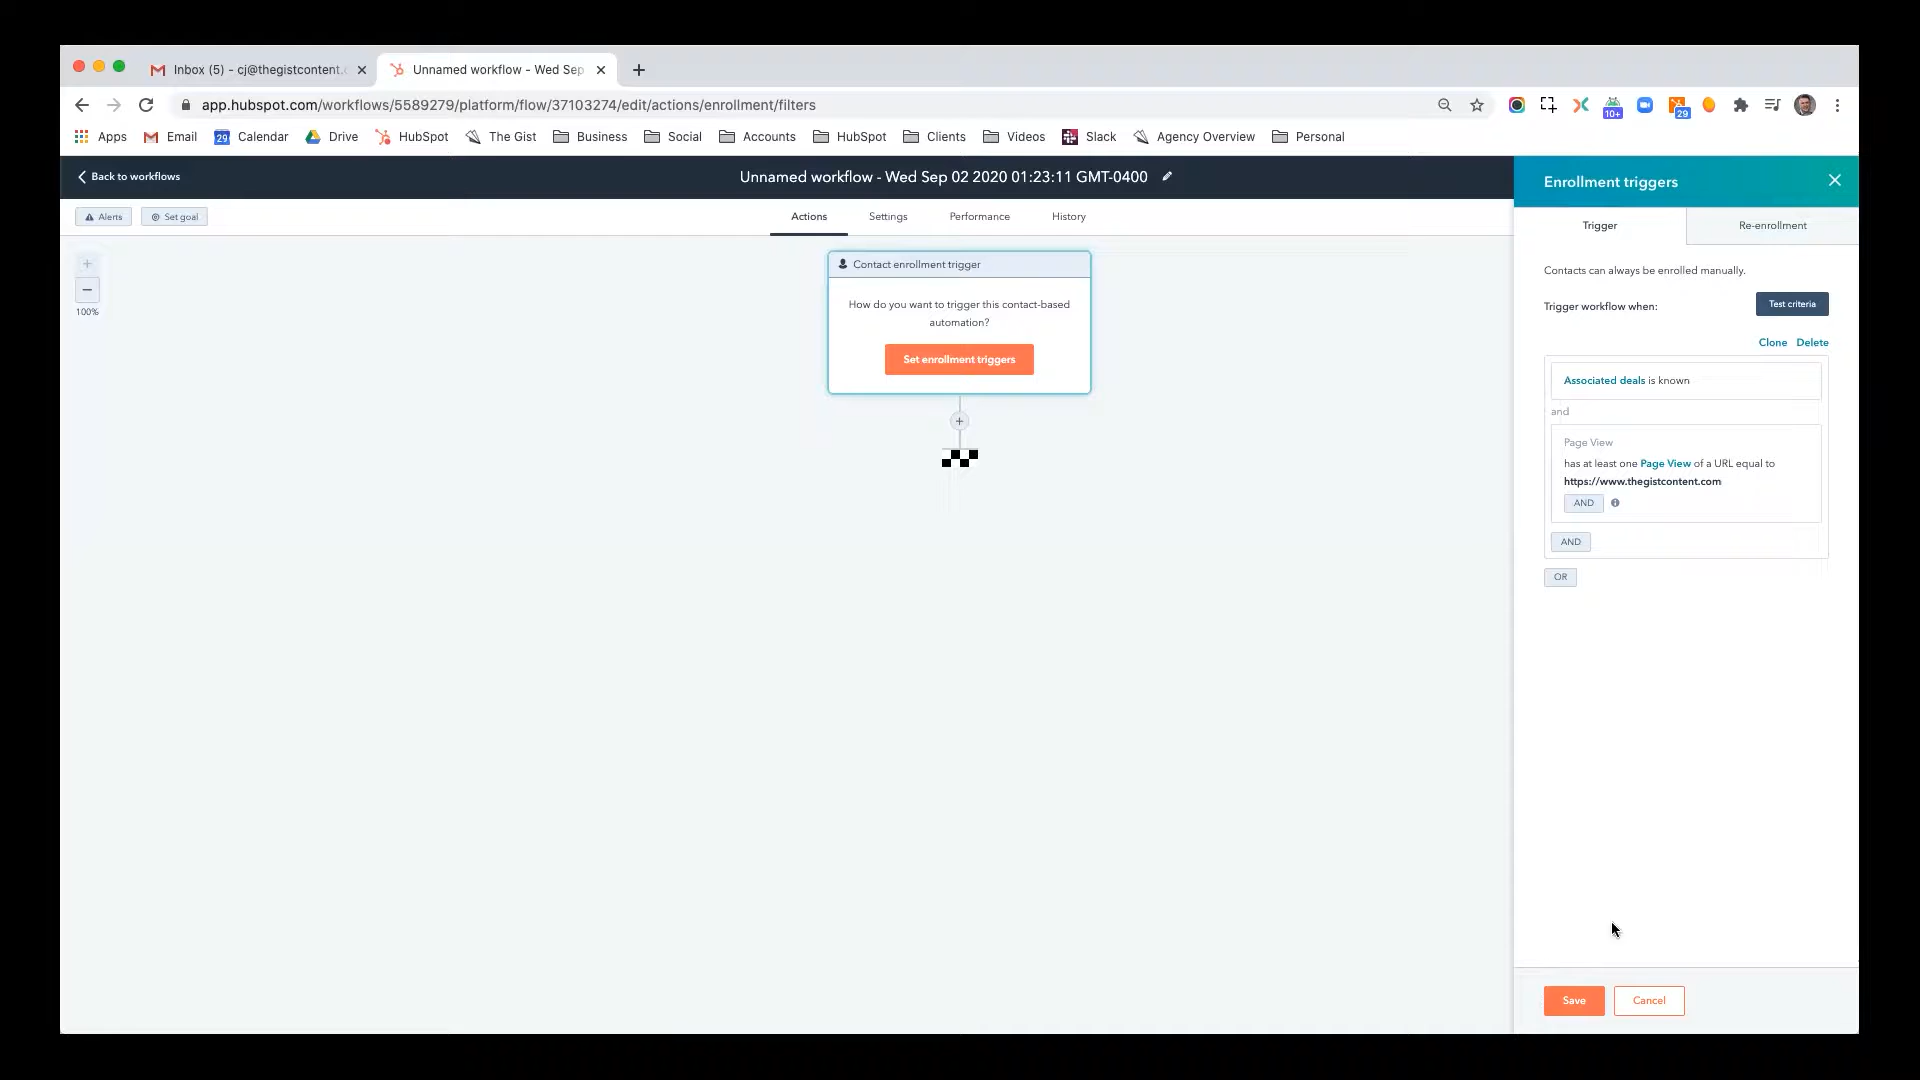 Inbox (5) - cj@thegistcontent.
Unnamed workflow - Wed Sep
app.hubspot.com/workflows/5589279/platform/flow/37103274/edit/actions/enrollment/filters
10+
29
Apps
Email
29
Calendar
Drive
HubSpot
The Gist
Business
Social
Accounts
HubSpot
Clients
Videos
Slack
Agency Overview
Personal
Back to workflows
Unnamed workflow - Wed Sep 02 2020 01:23:11 GMT-0400
Alerts
Set goal
Actions
Settings
Performance
History
100%
Contact enrollment trigger
How do you want to trigger this contact-based
automation?
Set enrollment triggers
Enrollment triggers
Trigger
Re-enrollment
Contacts can always be enrolled manually.
Trigger workflow when:
Test criteria
Clone
Delete
Associated deals is known
and
Page View
has at least one Page View of a URL equal to
https://www.thegistcontent.com
AND
AND
OR
Save
Cancel